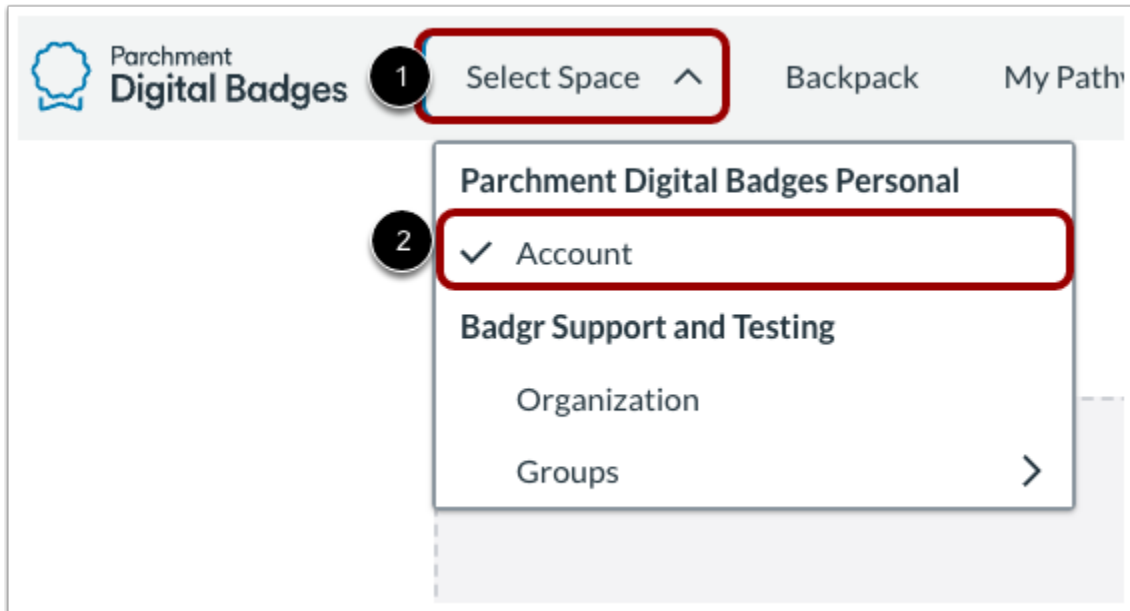 Parchment
Digital Badges
1
Select Space
Backpack
My Path
Parchment Digital Badges Personal
2
Account
Badgr Support and Testing
Organization
Groups